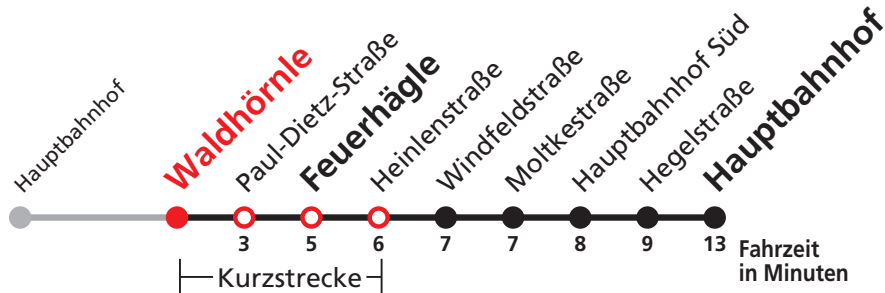 Hauptbahnhof
Waldhörnle
Paul-Dietz-Straße
Feuerhägle
Heinlenstraße
Windfeldstraße
Moltkestraße
Hauptbahnhof Süd
Hegelstraße
Hauptbahnhof
3 5 6 7 7 8 9 13
Fahrzeit
in Minuten
Kurzstrecke